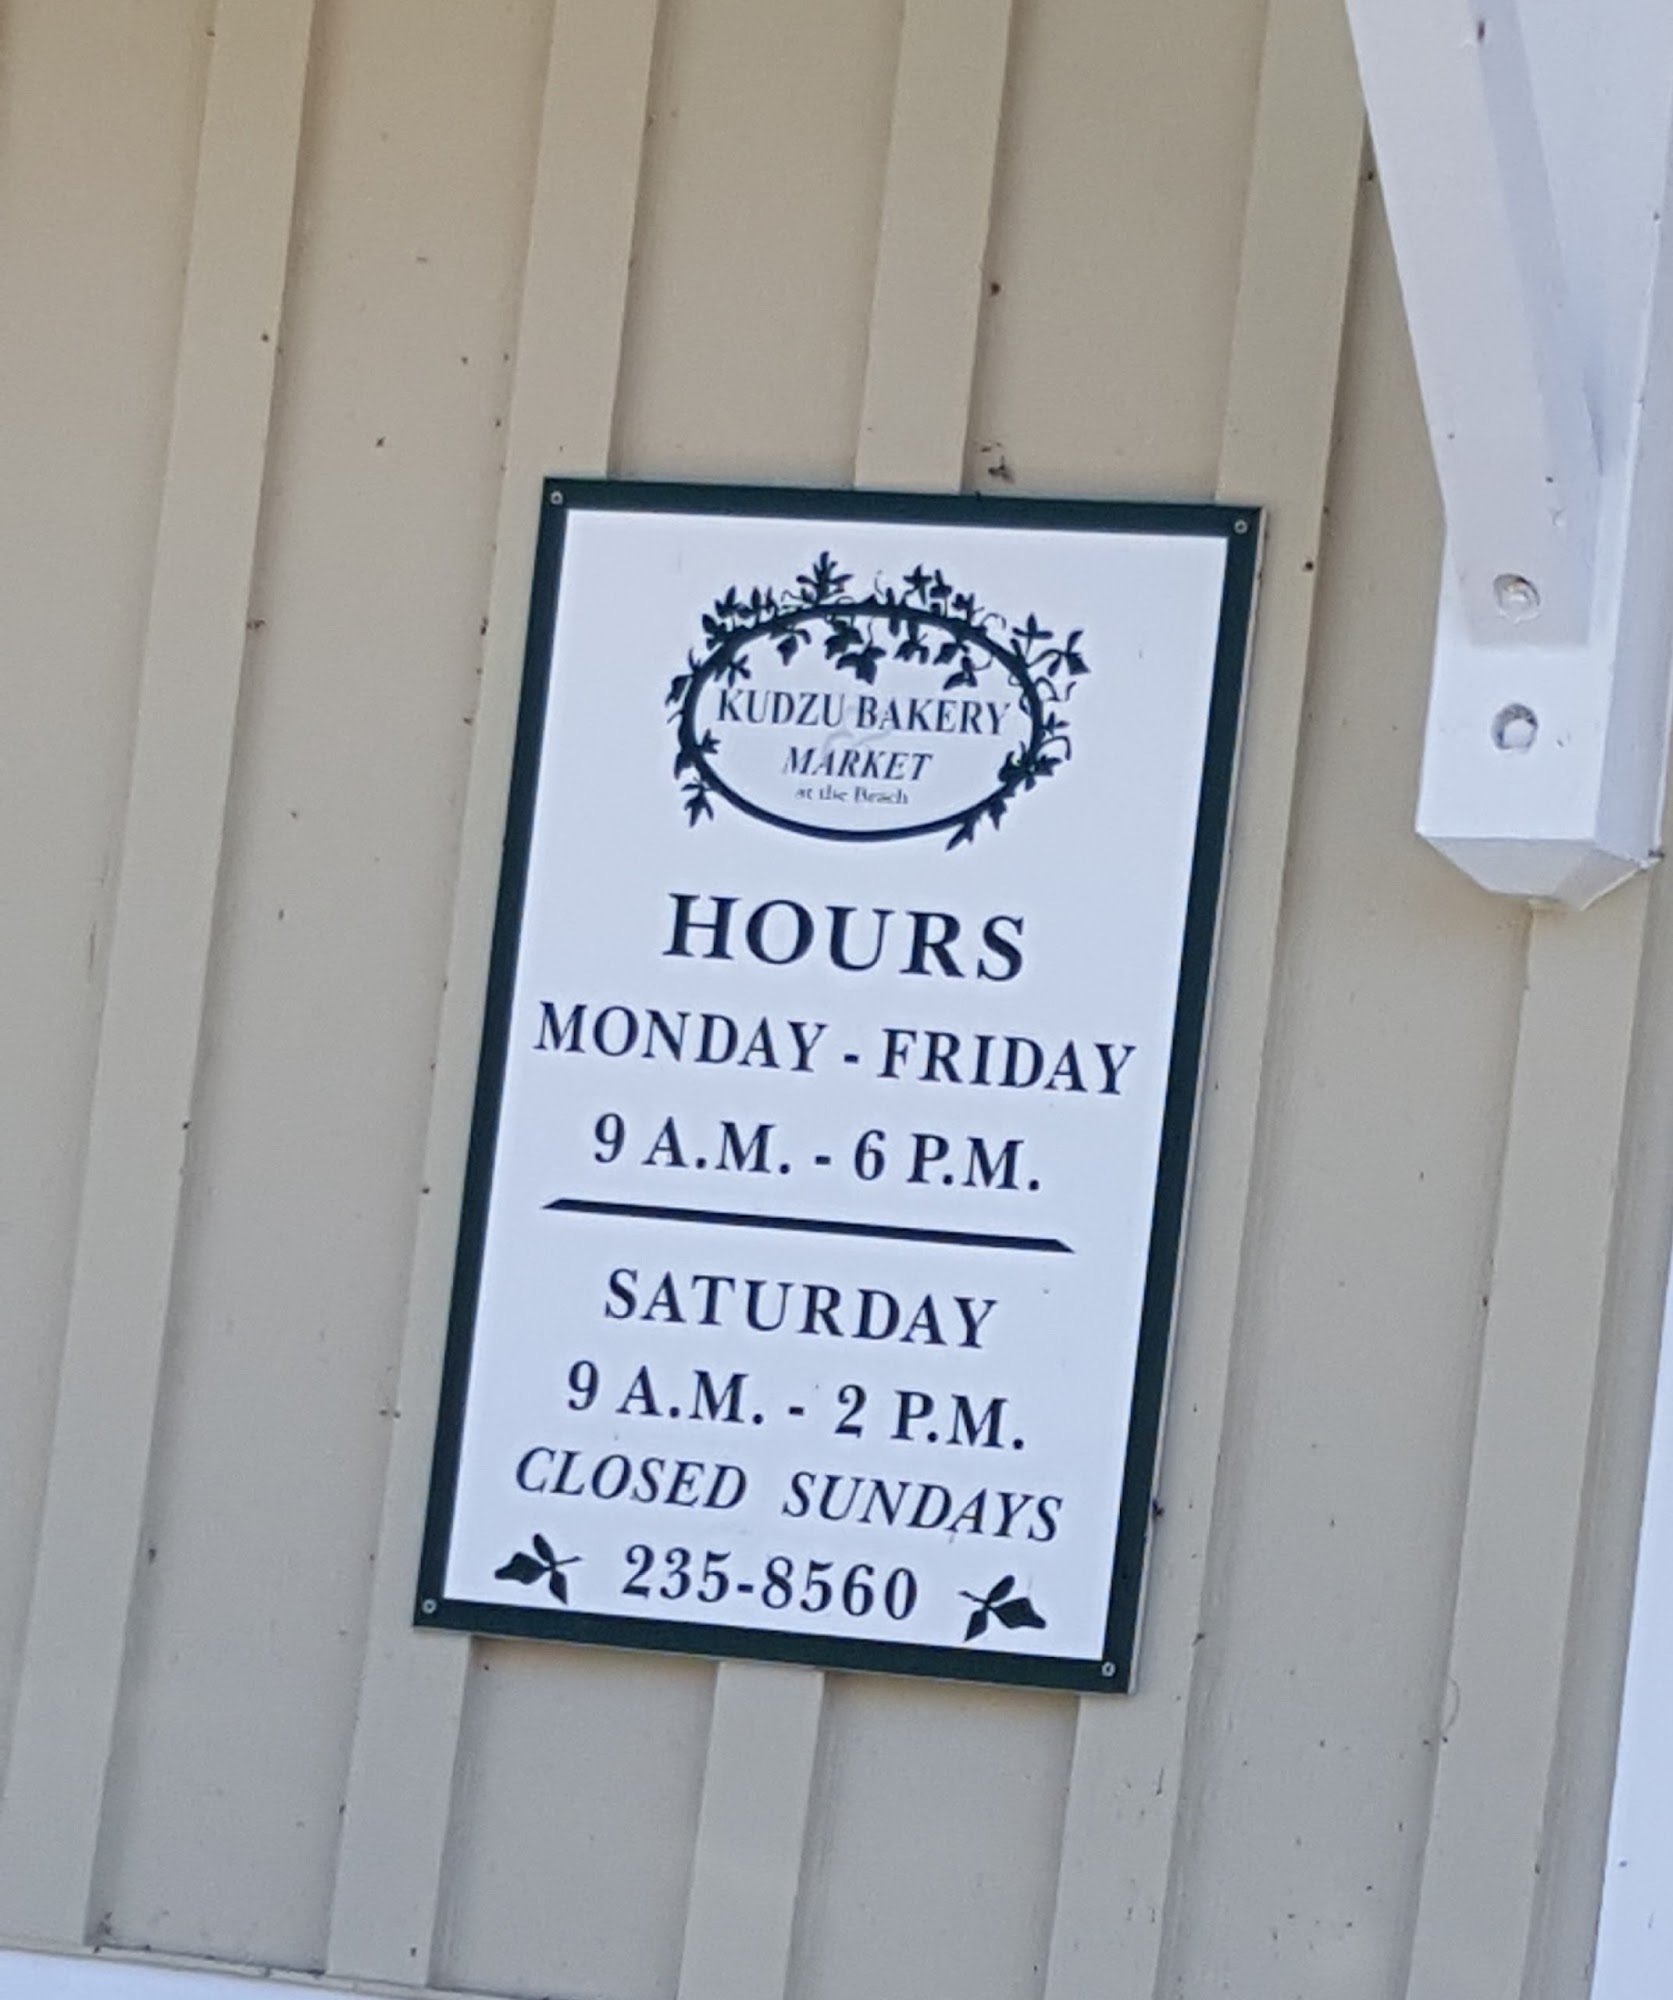 KUDZU BAKERY
&
MARKET
at the Beach
HOURS
MONDAY - FRIDAY
9 A.M. - 6 P.M.
SATURDAY
9 A.M. - 2 P.M.
CLOSED SUNDAYS
235-8560